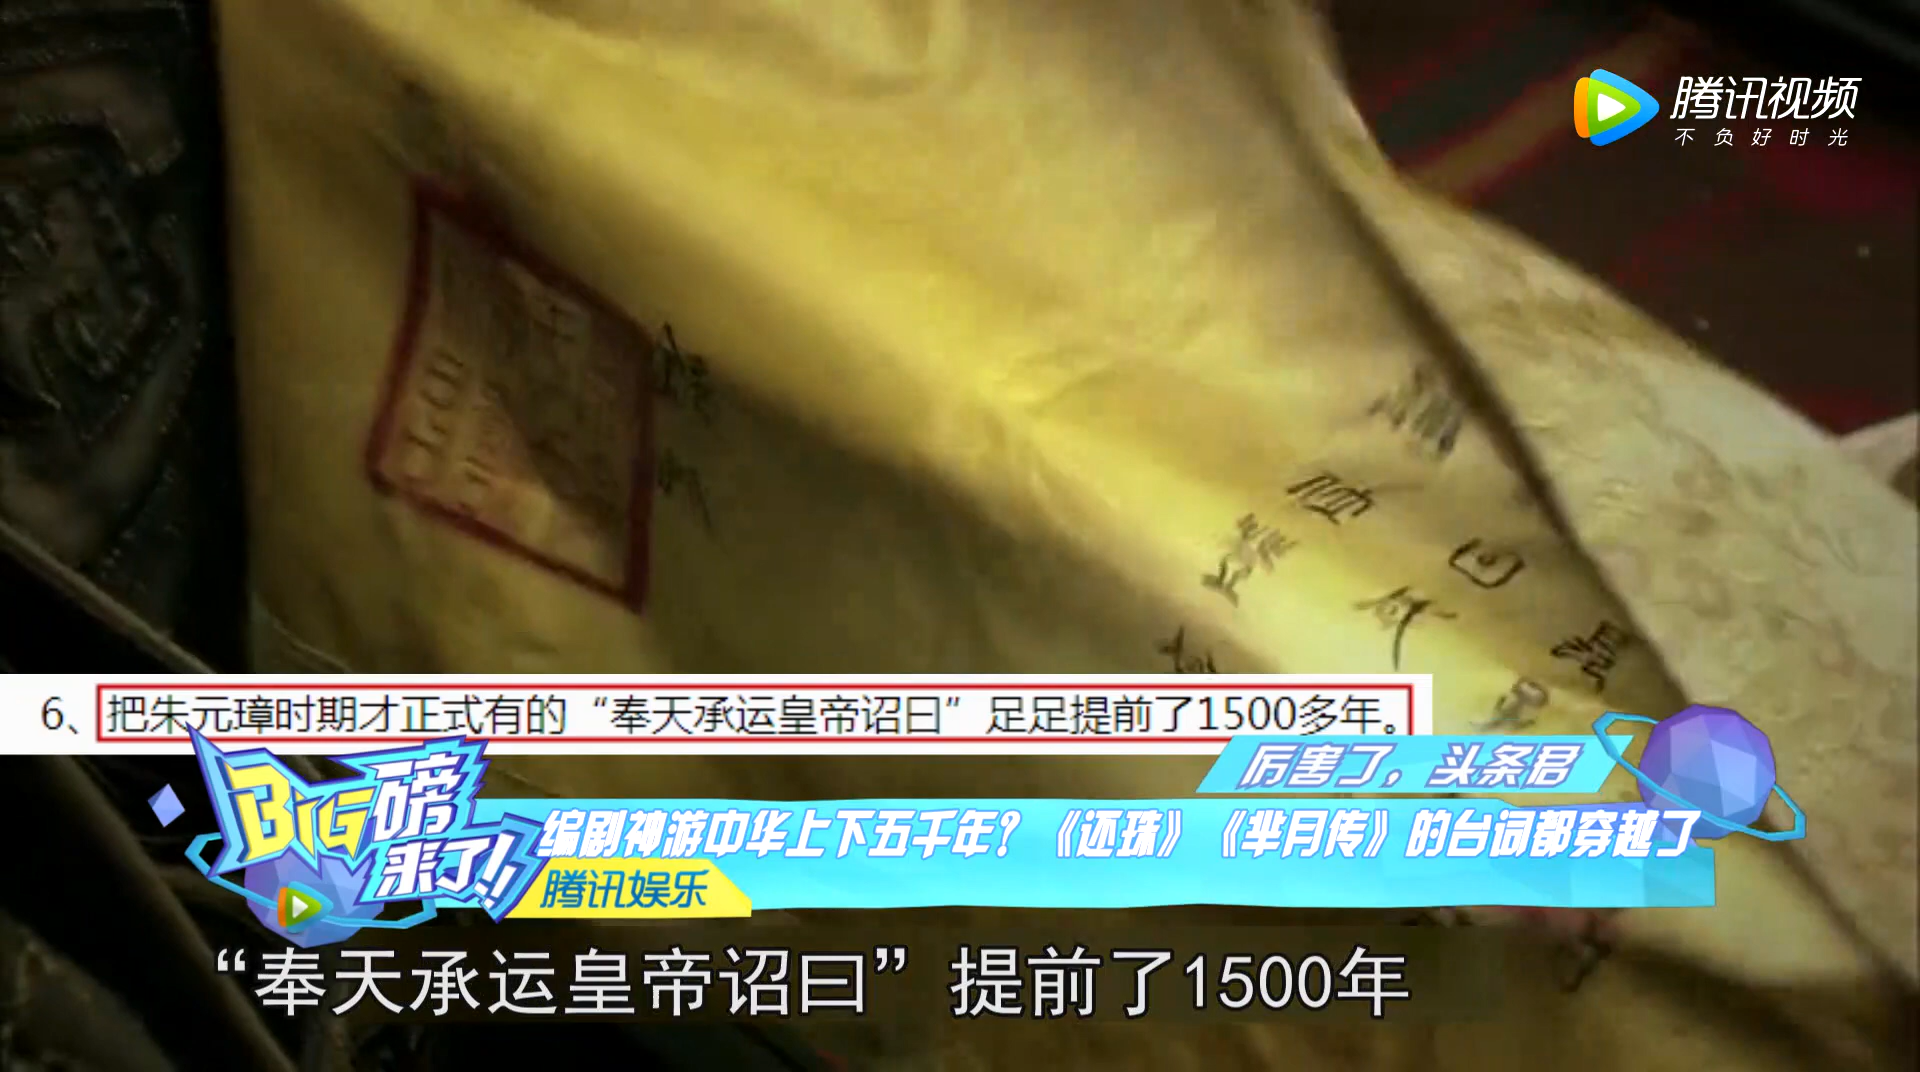 腾讯视频
不负好时光
6、把朱元璋时期才正式有的“奉天承运皇帝诏曰”足足提前了1500多年。
厉害了，头条君
BIG磅
来了!!
编剧神游中华上下五千年？《还珠》《芈月传》的台词都穿越了
腾讯娱乐
“奉天承运皇帝诏曰”提前了1500年